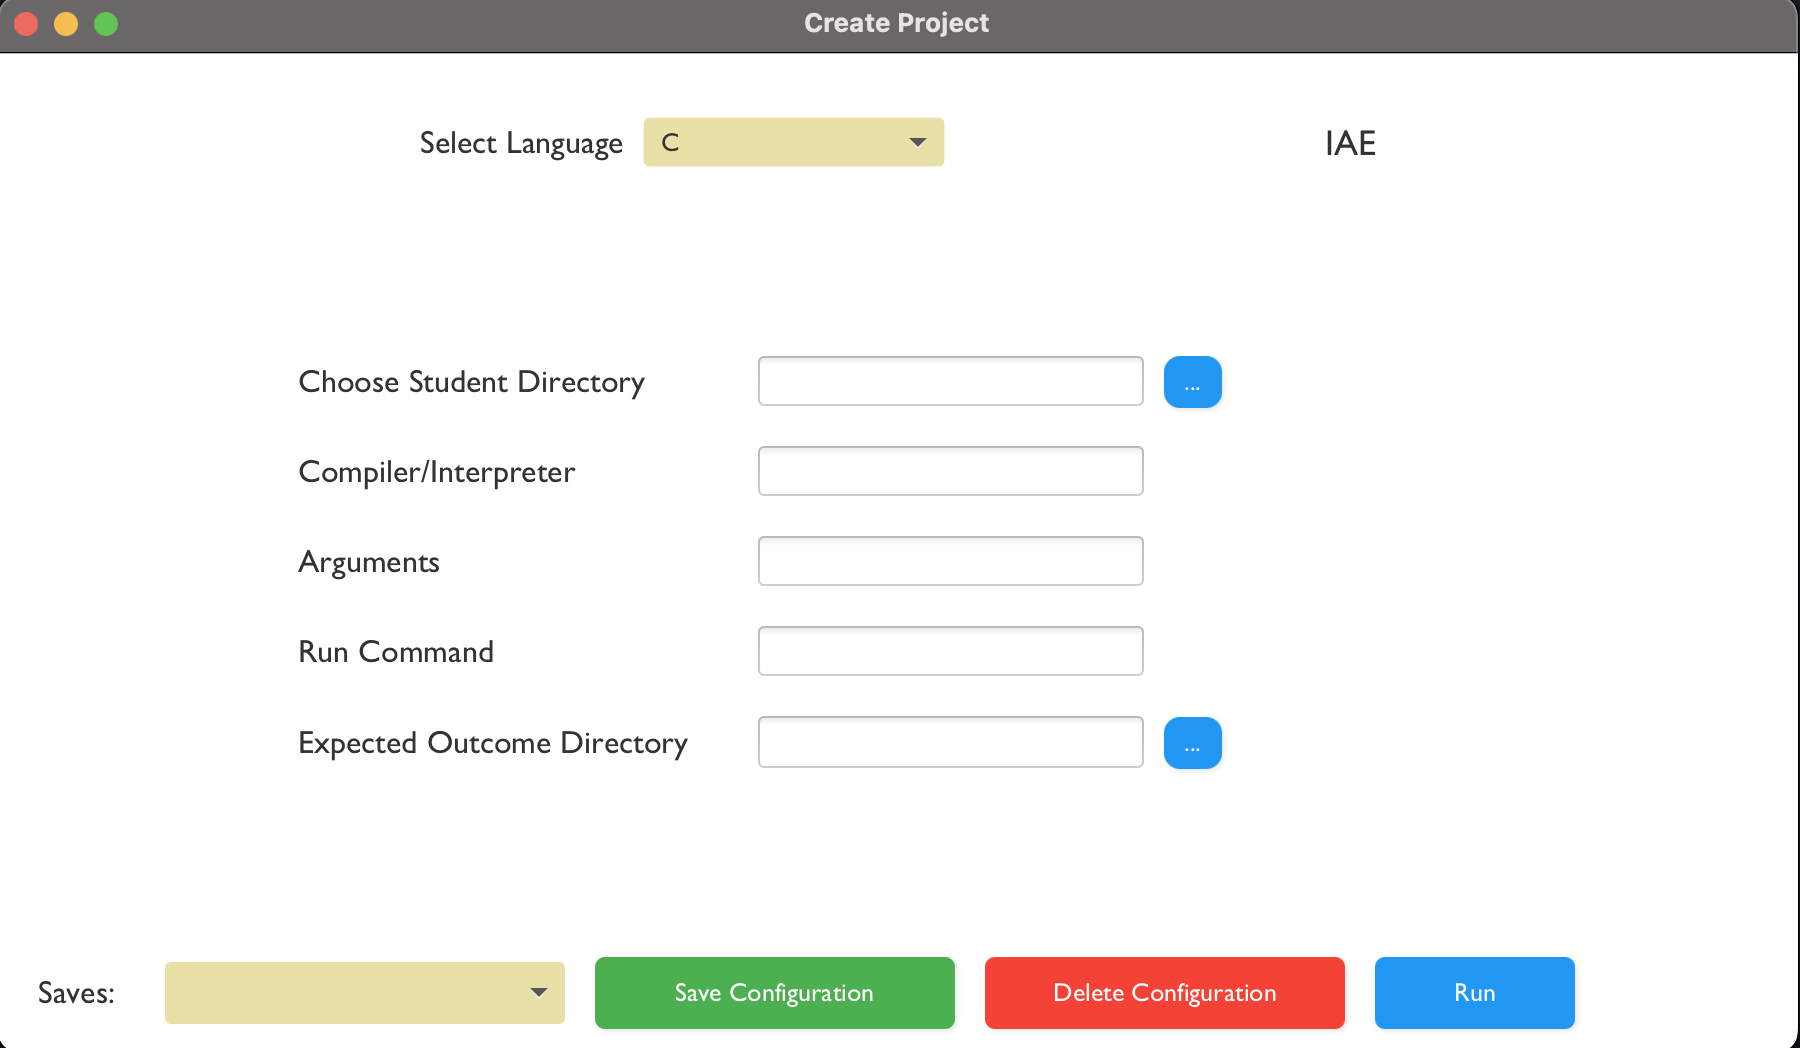 Create Project
Select Language C IAE
Choose Student Directory ...
Compiler/Interpreter
Arguments
Run Command
Expected Outcome Directory ...
Saves: Save Configuration Delete Configuration Run